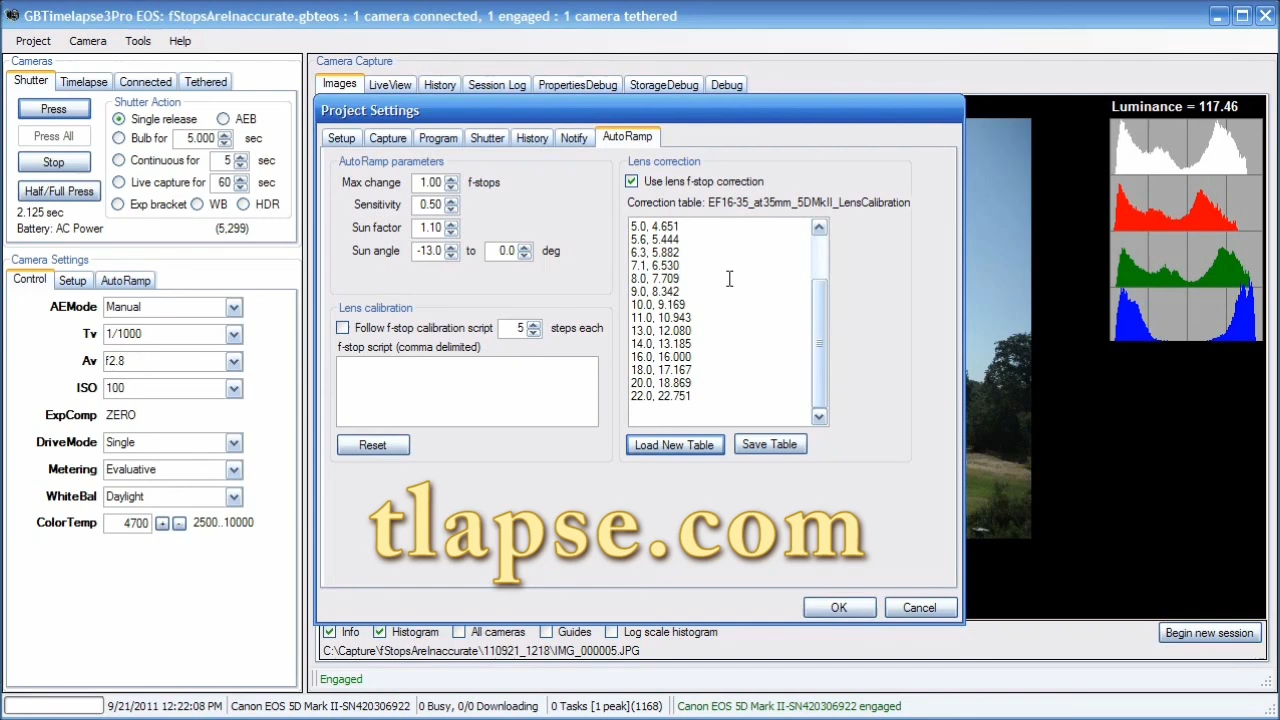 GBTimelapse3Pro EOS: fStopsAreInaccurate.gbteos : 1 camera connected, 1 engaged : 1 camera tethered
Project Camera Tools Help
Cameras
Shutter Timelapse Connected Tethered
Press
Press All
Stop
Half/Full Press
2.125 sec
Battery: AC Power
Shutter Action
Single release AEB
Bulb for 5.000 sec
Continuous for 5 sec
Live capture for 60 sec
Exp bracket WB HDR
(5,299)
Camera Settings
Control Setup AutoRamp
AEMode Manual
Tv 1/1000
Av f2.8
ISO 100
ExpComp ZERO
DriveMode Single
Metering Evaluative
WhiteBal Daylight
ColorTemp 4700 + - 2500..10000
Camera Capture
Images LiveView History Session Log PropertiesDebug StorageDebug Debug
Luminance = 117.46
Project Settings
Setup Capture Program Shutter History Notify AutoRamp
AutoRamp parameters
Max change 1.00 f-stops
Sensitivity 0.50
Sun factor 1.10
Sun angle -13.0 to 0.0 deg
Lens calibration
Follow f-stop calibration script 5 steps each
f-stop script (comma delimited)
Reset
Lens correction
Use lens f-stop correction
Correction table: EF16-35_at35mm_5DMkII_LensCalibration
5.0, 4.651
5.6, 5.444
6.3, 5.882
7.1, 6.530
8.0, 7.709
9.0, 8.342
10.0, 9.169
11.0, 10.943
13.0, 12.080
14.0, 13.185
16.0, 16.000
18.0, 17.167
20.0, 18.869
22.0, 22.751
Load New Table Save Table
tlapse.com
OK Cancel
Info Histogram All cameras Guides Log scale histogram
Begin new session
C:\Capture\fStopsAreInaccurate\110921_1218\IMG_000005.JPG
Engaged
9/21/2011 12:22:08 PM Canon EOS 5D Mark II-SN420306922 0 Busy, 0/0 Downloading 0 Tasks [1 peak](1168) Canon EOS 5D Mark II-SN420306922 engaged